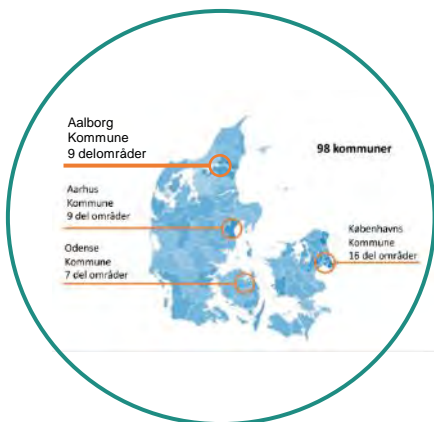 Aalborg
Kommune
9 delområder
98 kommuner
Aarhus
Kommune
9 del områder
Københavns
Kommune
16 del områder
Odense
Kommune
7 del områder